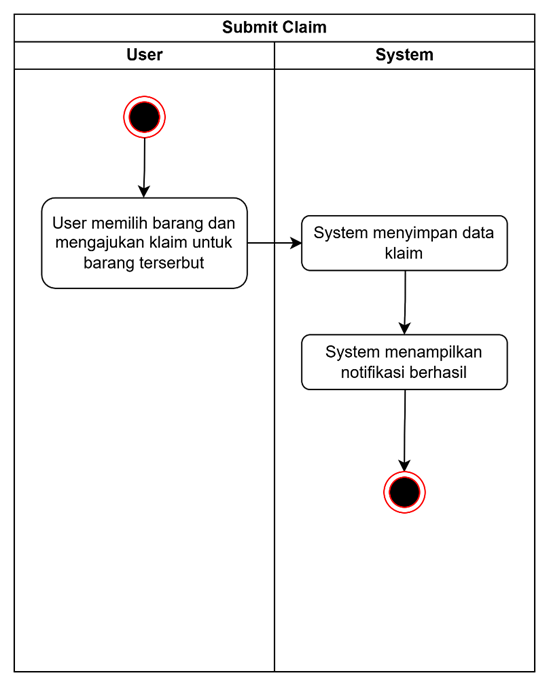 Submit Claim
User
System
User memilih barang dan
mengajukan klaim untuk
barang terserbut
System menyimpan data
klaim
System menampilkan
notifikasi berhasil